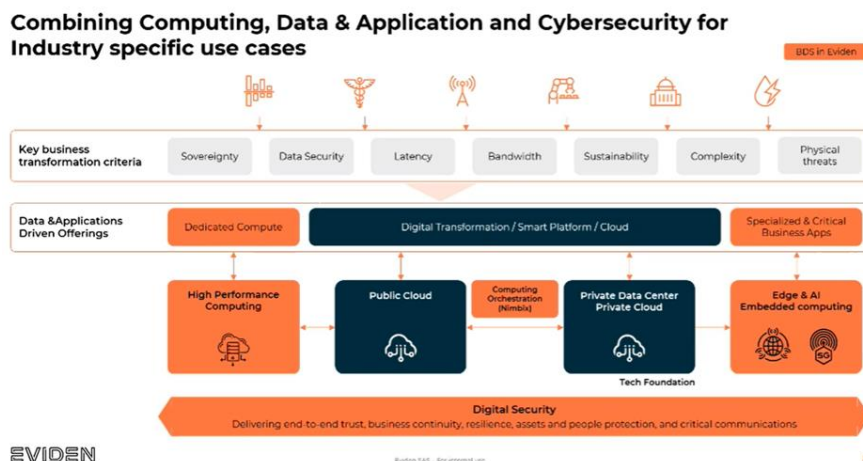 Combining Computing, Data & Application and Cybersecurity for
Industry specific use cases
BDS in Eviden
Key business
transformation criteria
Sovereignty
Data Security
Latency
Bandwidth
Sustainability
Complexity
Physical
threats
Data &Applications
Driven Offerings
Dedicated Compute
Digital Transformation / Smart Platform / Cloud
Specialized & Critical
Business Apps
High Performance
Computing
Public Cloud
Computing
Orchestration
(Nimbix)
Private Data Center
Private Cloud
Edge & AI
Embedded computing
5G
Tech Foundation
Digital Security
Delivering end-to-end trust, business continuity, resilience, assets and people protection, and critical communications
EVIDEN